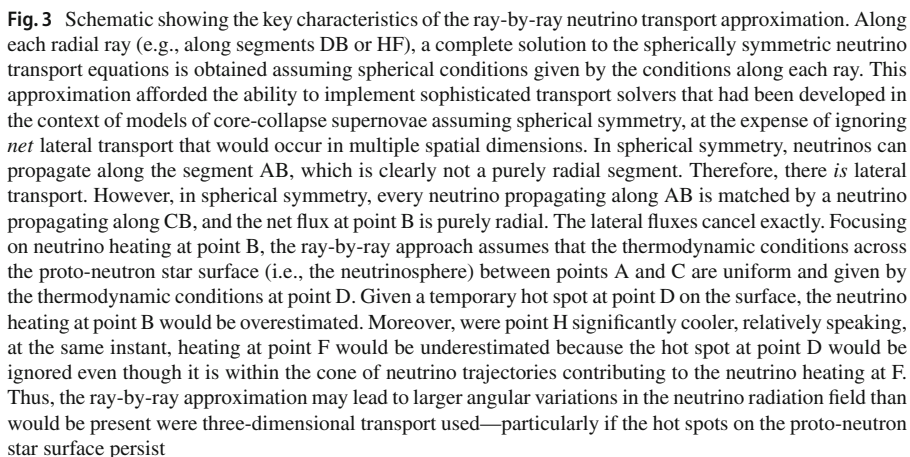 Fig. 3 Schematic showing the key characteristics of the ray-by-ray neutrino transport approximation. Along
each radial ray (e.g., along segments DB or HF), a complete solution to the spherically symmetric neutrino
transport equations is obtained assuming spherical conditions given by the conditions along each ray. This
approximation afforded the ability to implement sophisticated transport solvers that had been developed in
the context of models of core-collapse supernovae assuming spherical symmetry, at the expense of ignoring
net lateral transport that would occur in multiple spatial dimensions. In spherical symmetry, neutrinos can
propagate along the segment AB, which is clearly not a purely radial segment. Therefore, there is lateral
transport. However, in spherical symmetry, every neutrino propagating along AB is matched by a neutrino
propagating along CB, and the net flux at point B is purely radial. The lateral fluxes cancel exactly. Focusing
on neutrino heating at point B, the ray-by-ray approach assumes that the thermodynamic conditions across
the proto-neutron star surface (i.e., the neutrinosphere) between points A and C are uniform and given by
the thermodynamic conditions at point D. Given a temporary hot spot at point D on the surface, the neutrino
heating at point B would be overestimated. Moreover, were point H significantly cooler, relatively speaking,
at the same instant, heating at point F would be underestimated because the hot spot at point D would be
ignored even though it is within the cone of neutrino trajectories contributing to the neutrino heating at F.
Thus, the ray-by-ray approximation may lead to larger angular variations in the neutrino radiation field than
would be present were three-dimensional transport used—particularly if the hot spots on the proto-neutron
star surface persist